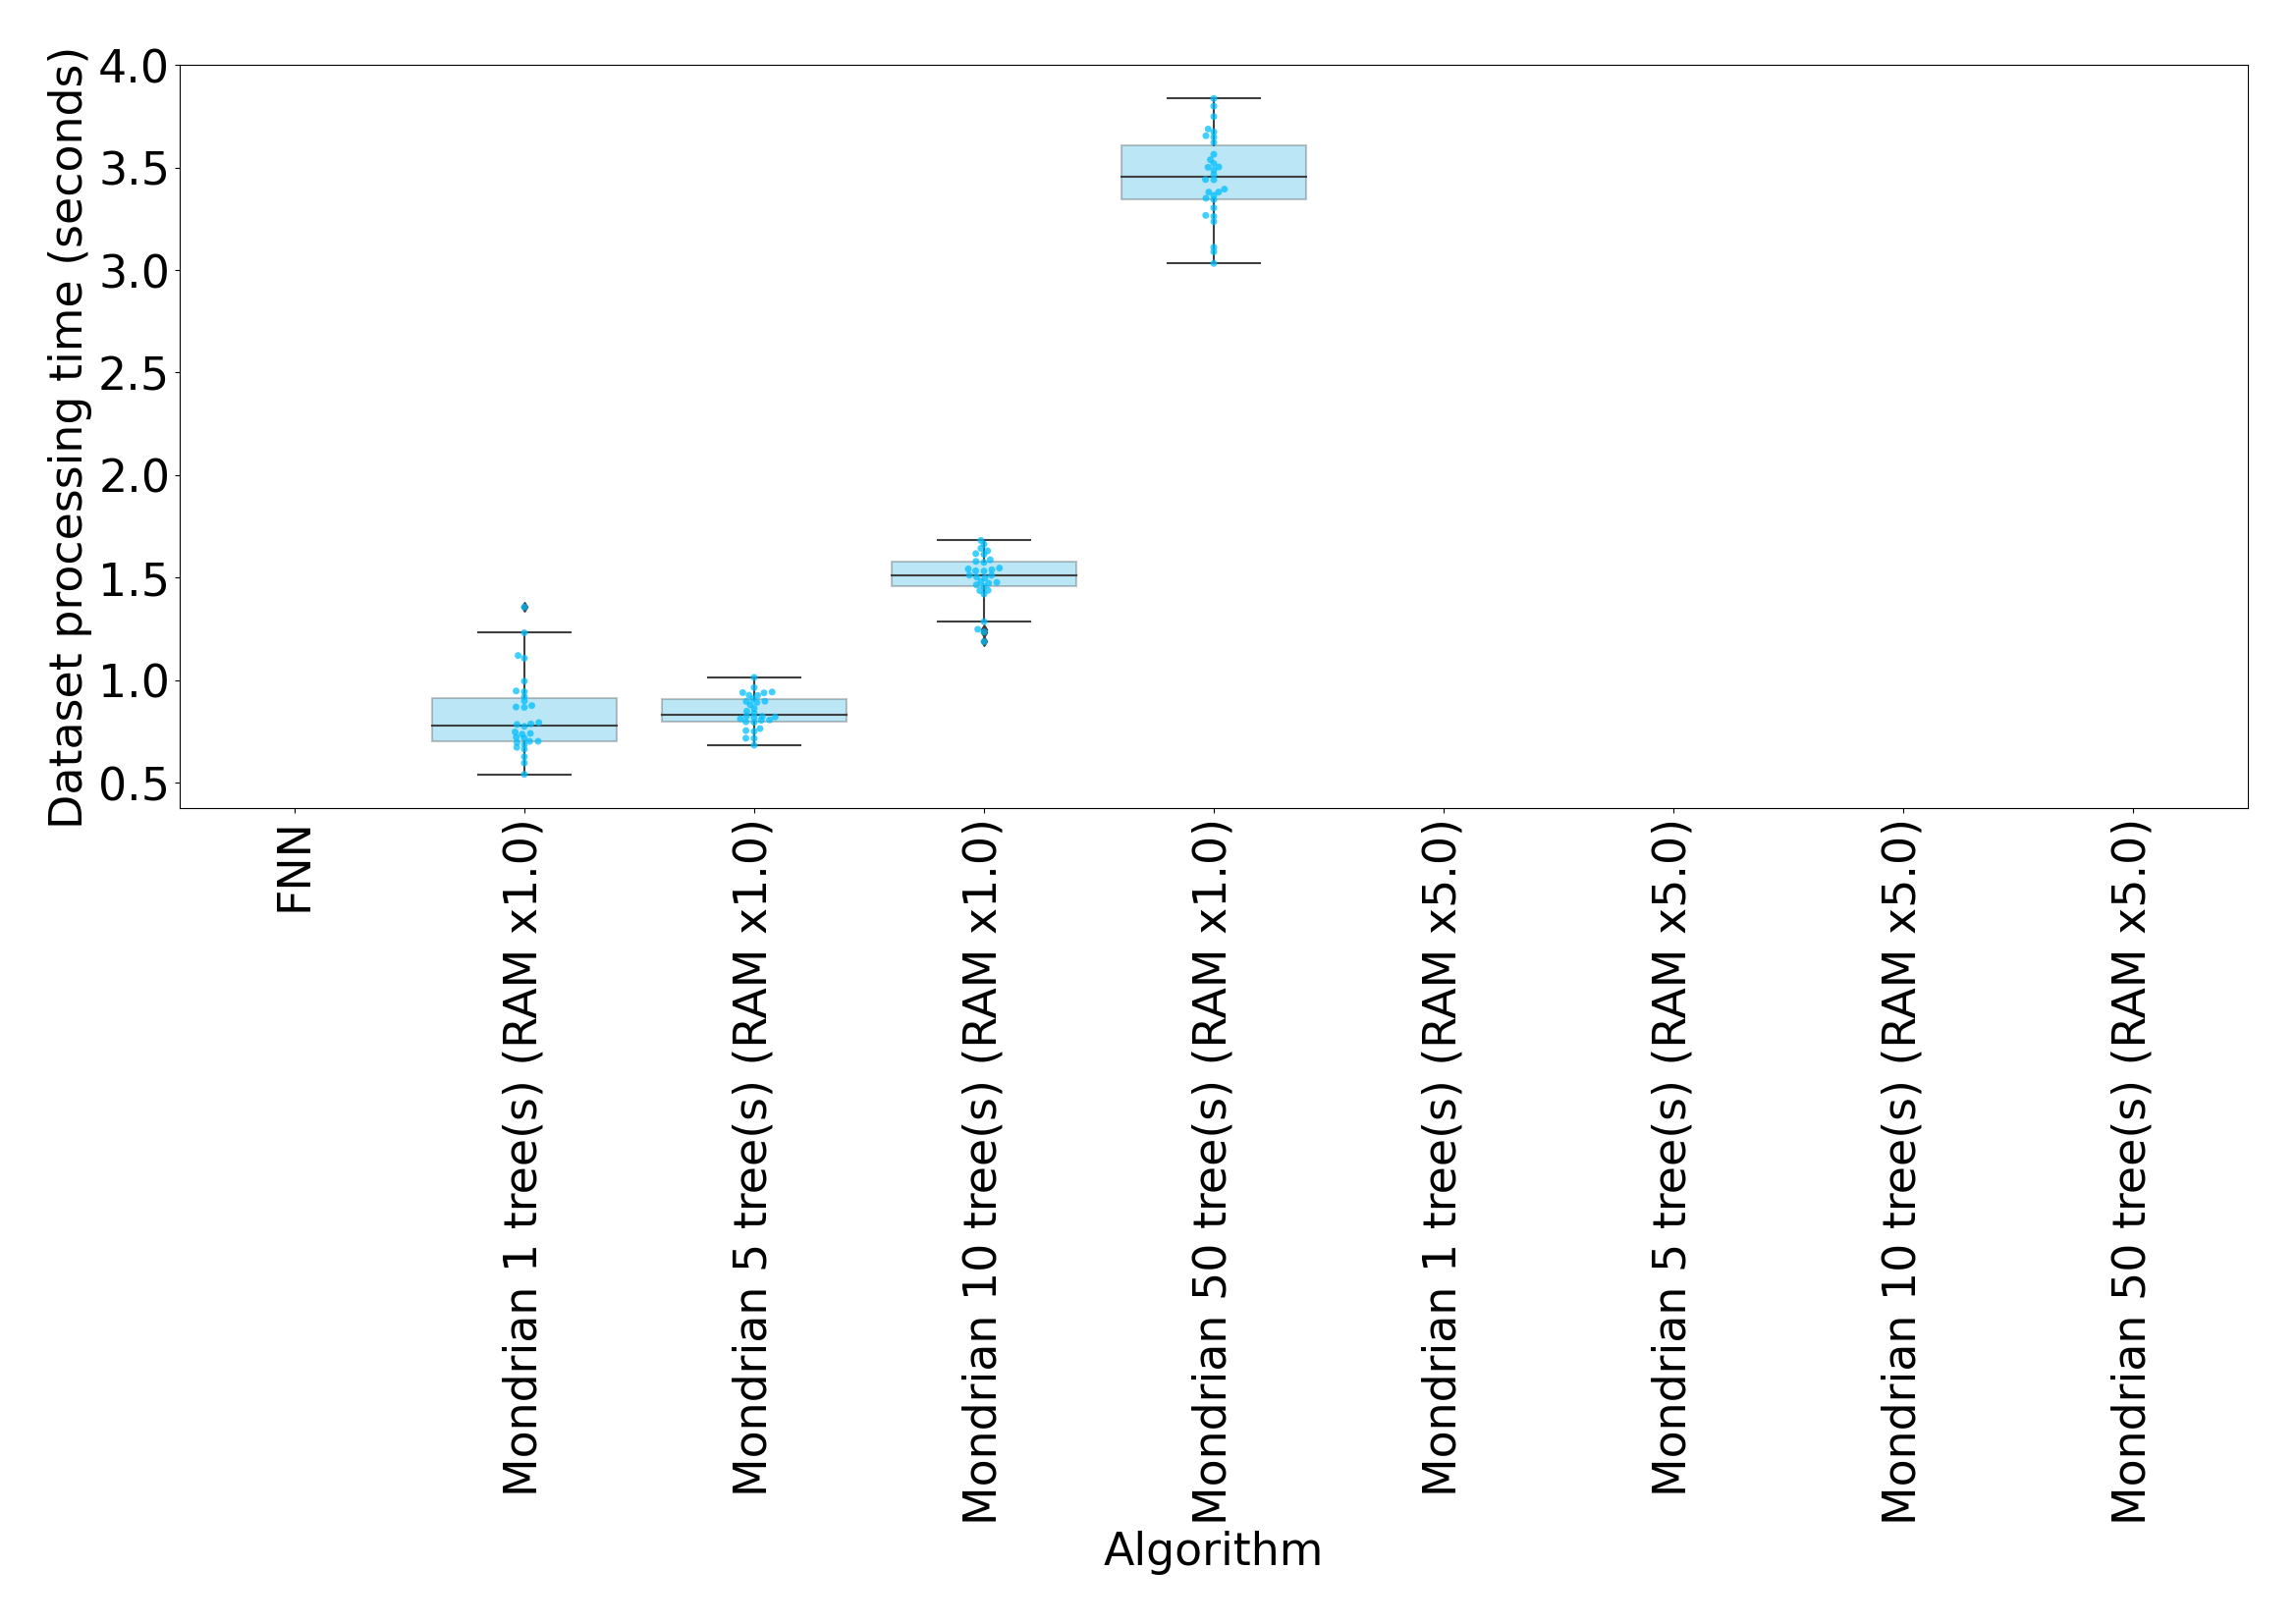 Dataset processing time (seconds)
4.0
3.5
3.0
2.5
2.0
1.5
1.0
0.5
FNN
Mondrian 1 tree(s) (RAM x1.0)
Mondrian 5 tree(s) (RAM x1.0)
Mondrian 10 tree(s) (RAM x1.0)
Mondrian 50 tree(s) (RAM x1.0)
Mondrian 1 tree(s) (RAM x5.0)
Mondrian 5 tree(s) (RAM x5.0)
Mondrian 10 tree(s) (RAM x5.0)
Mondrian 50 tree(s) (RAM x5.0)
Algorithm